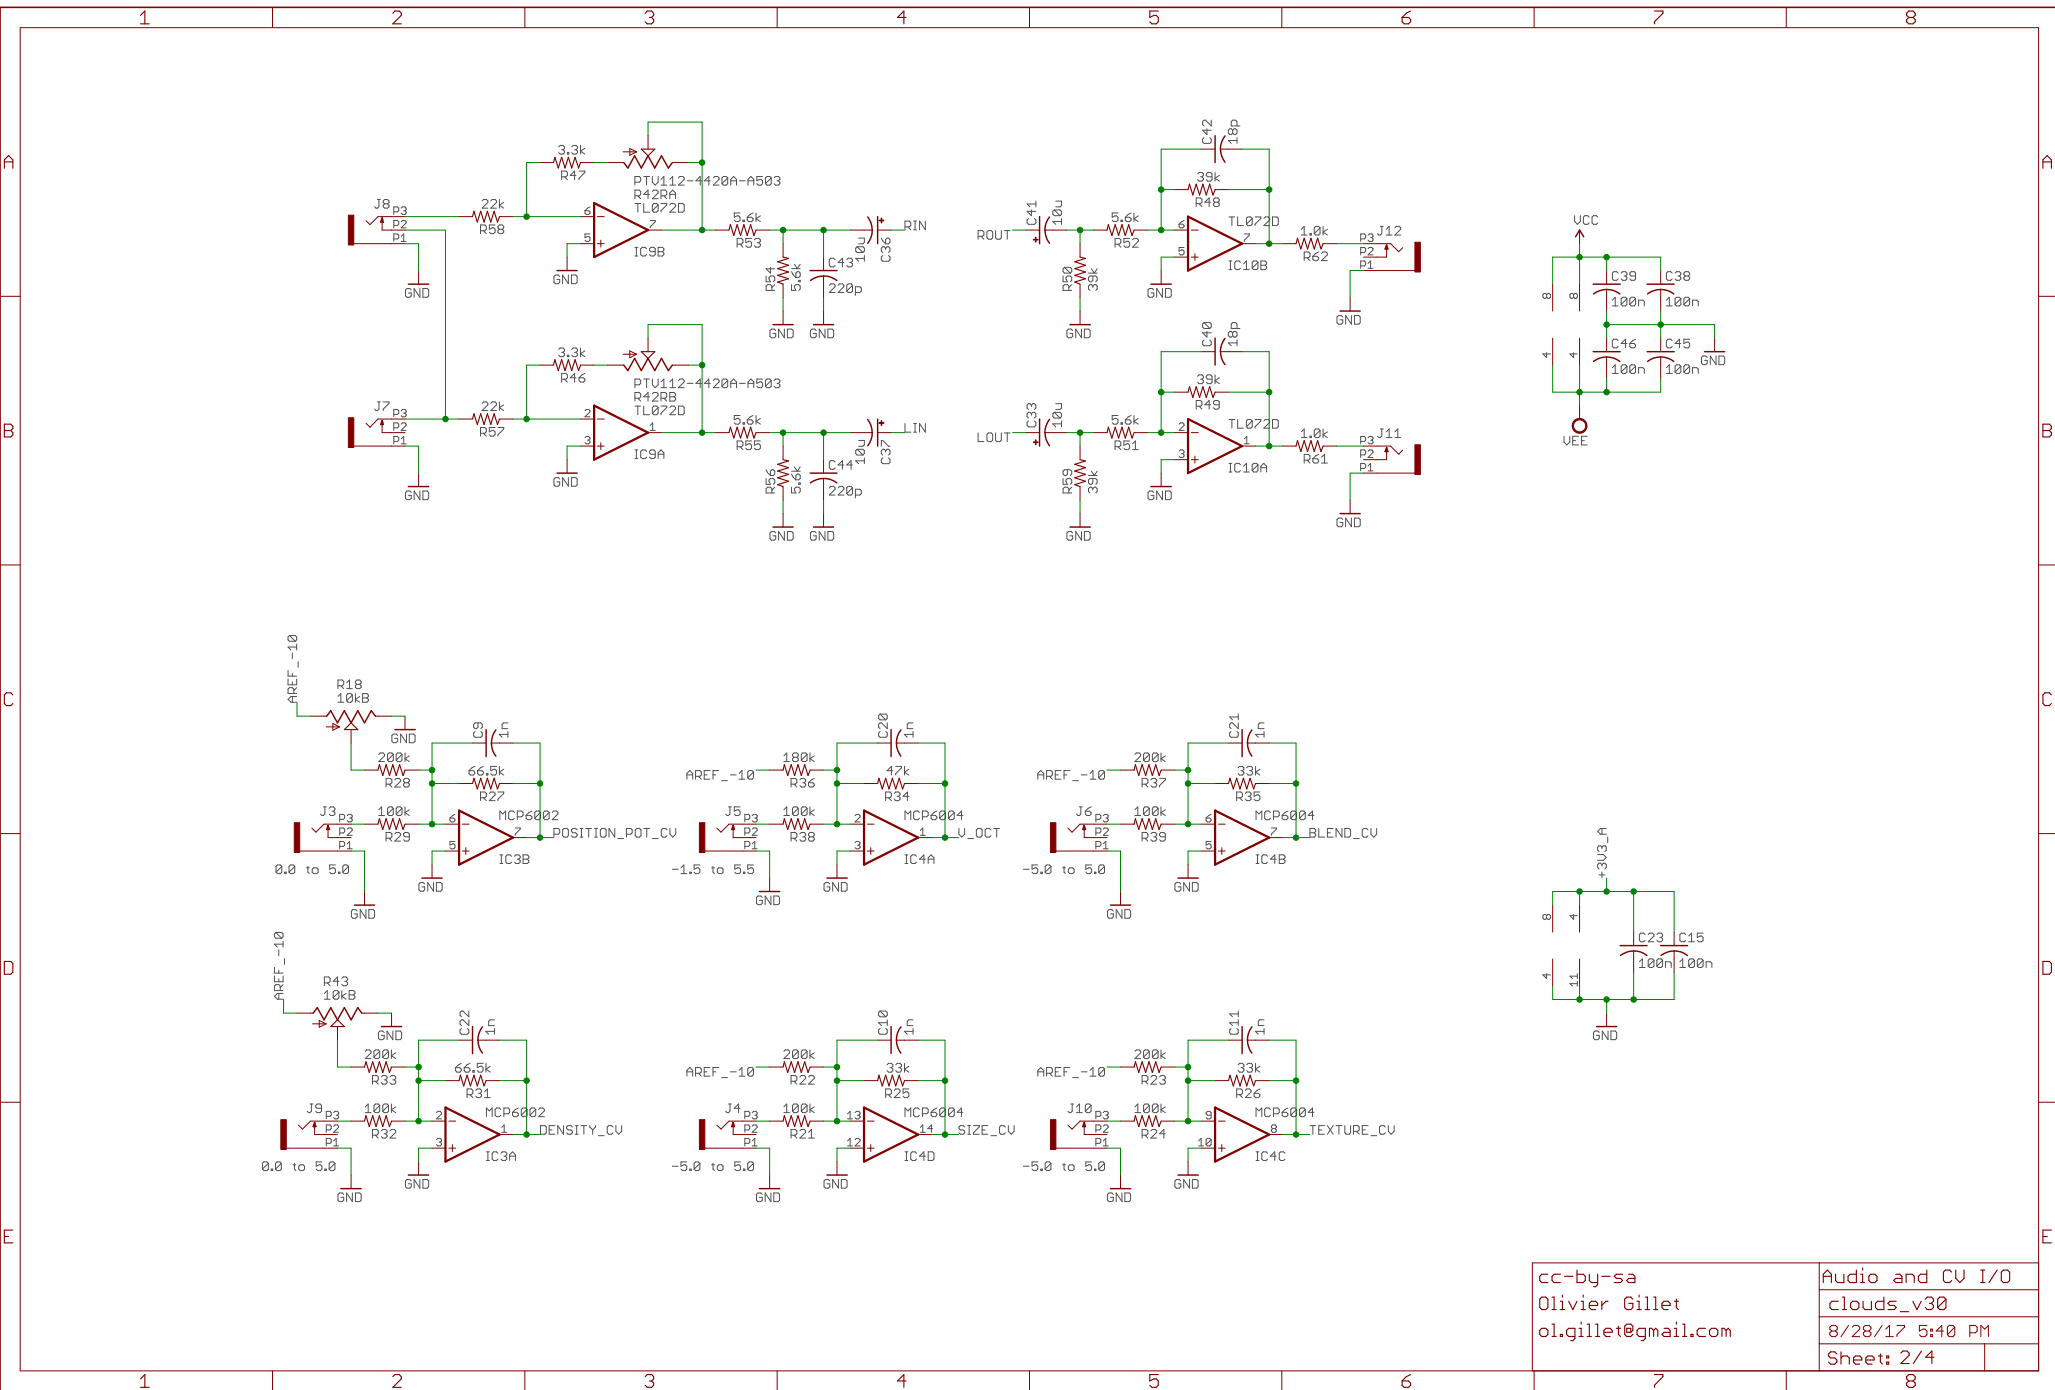 1 2 3 4 5 6 7 8
A A
B B
C C
D D
E E
J8
P3
P2
P1
GND
22k
R58
3.3k
R47
PTV112-4420A-A503
R42RA
TL072D
6
5
7
IC9B
GND
5.6k
R53
R54
5.6k
GND
C43
220p
GND
10u
C36
RIN
J7
P3
P2
P1
GND
22k
R57
3.3k
R46
PTV112-4420A-A503
R42RB
TL072D
2
3
1
IC9A
GND
5.6k
R55
R56
5.6k
GND
C44
220p
GND
10u
C37
LIN
ROUT
C41
10u
R50
39k
GND
5.6k
R52
C42
18p
39k
R48
TL072D
6
5
7
IC10B
GND
1.0k
R62
J12
P3
P2
P1
GND
LOUT
C33
10u
R59
39k
GND
5.6k
R51
C40
18p
39k
R49
TL072D
2
3
1
IC10A
GND
1.0k
R61
J11
P3
P2
P1
GND
VCC
8
8
C39
100n
C38
100n
4
4
C46
100n
C45
100n
GND
VEE
AREF_-10
R18
10kB
GND
200k
R28
C9
1n
66.5k
R27
J3
P3
P2
P1
0.0 to 5.0
GND
100k
R29
MCP6002
6
5
7
IC3B
GND
POSITION_POT_CV
AREF_-10
180k
R36
C20
1n
47k
R34
J5
P3
P2
P1
-1.5 to 5.5
GND
100k
R38
MCP6004
2
3
1
IC4A
GND
V_OCT
AREF_-10
200k
R37
C21
1n
33k
R35
J6
P3
P2
P1
-5.0 to 5.0
GND
100k
R39
MCP6004
6
5
7
IC4B
GND
BLEND_CV
+3V3_A
8
4
4
11
C23
100n
C15
100n
GND
AREF_-10
R43
10kB
GND
200k
R33
C22
1n
66.5k
R31
J9
P3
P2
P1
0.0 to 5.0
GND
100k
R32
MCP6002
2
3
1
IC3A
GND
DENSITY_CV
AREF_-10
200k
R22
C10
1n
33k
R25
J4
P3
P2
P1
-5.0 to 5.0
GND
100k
R21
MCP6004
13
12
14
IC4D
GND
SIZE_CV
AREF_-10
200k
R23
C11
1n
33k
R26
J10
P3
P2
P1
-5.0 to 5.0
GND
100k
R24
MCP6004
9
10
8
IC4C
GND
TEXTURE_CV
cc-by-sa
Olivier Gillet
ol.gillet@gmail.com
Audio and CV I/O
clouds_v30
8/28/17 5:40 PM
Sheet: 2/4
1 2 3 4 5 6 7 8